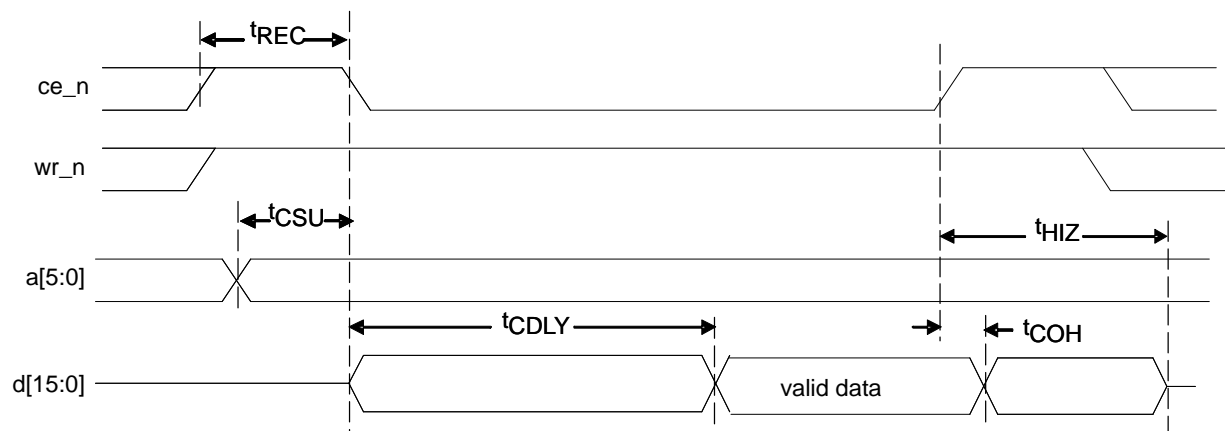 tREC
ce_n
wr_n
tCSU
tHIZ
a[5:0]
tCDLY
tCOH
d[15:0]
valid data